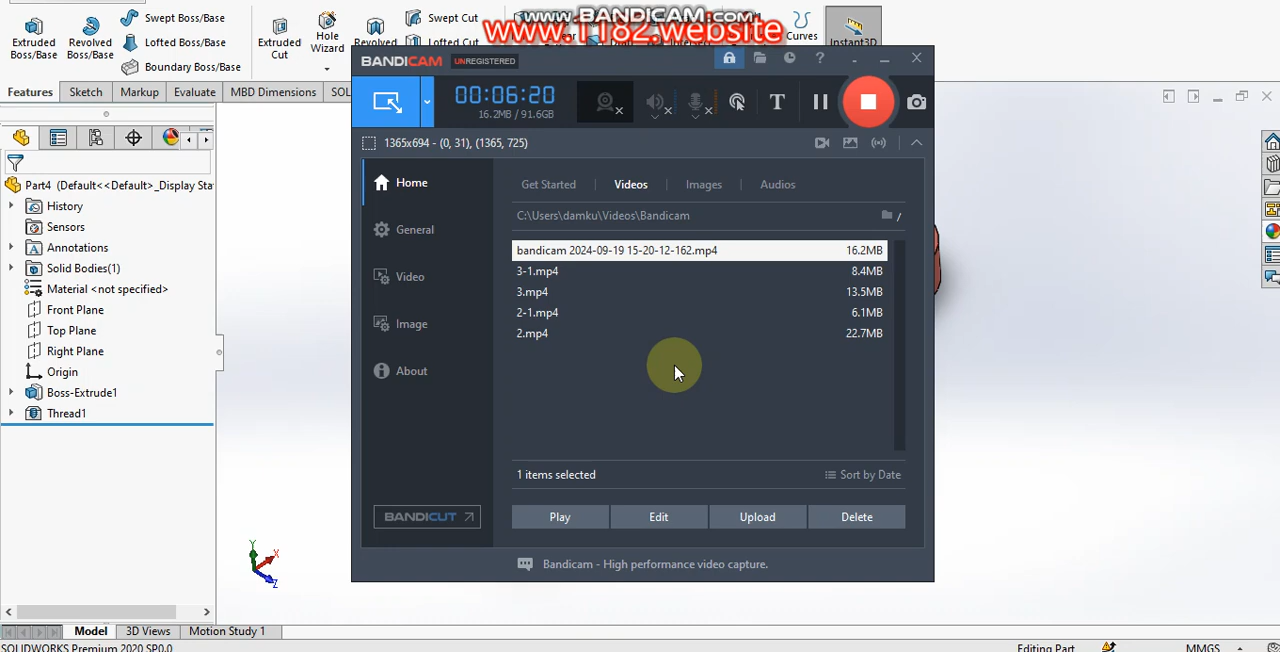 www.BANDICAM.com
www.1182.website
Extruded Boss/Base
Revolved Boss/Base
Swept Boss/Base
Lofted Boss/Base
Boundary Boss/Base
Extruded Cut
Hole Wizard
Revolved
Swept Cut
Lofted Cut
Curves
Instant3D
Features
Sketch
Markup
Evaluate
MBD Dimensions
SOL
Part4 (Default<<Default>_Display Sta
History
Sensors
Annotations
Solid Bodies(1)
Material <not specified>
Front Plane
Top Plane
Right Plane
Origin
Boss-Extrude1
Thread1
BANDICAM UNREGISTERED
00:06:20
16.2MB / 91.6GB
1365x694 - (0, 31), (1365, 725)
Home
General
Video
Image
About
BANDICUT
Get Started
Videos
Images
Audios
C:\Users\damku\Videos\Bandicam
bandicam 2024-09-19 15-20-12-162.mp4 16.2MB
3-1.mp4 8.4MB
3.mp4 13.5MB
2-1.mp4 6.1MB
2.mp4 22.7MB
1 items selected
Sort by Date
Play
Edit
Upload
Delete
Bandicam - High performance video capture.
Y
X
Z
Model
3D Views
Motion Study 1
SOLIDWORKS Premium 2020 SP0.0
Editing Part
MMGS